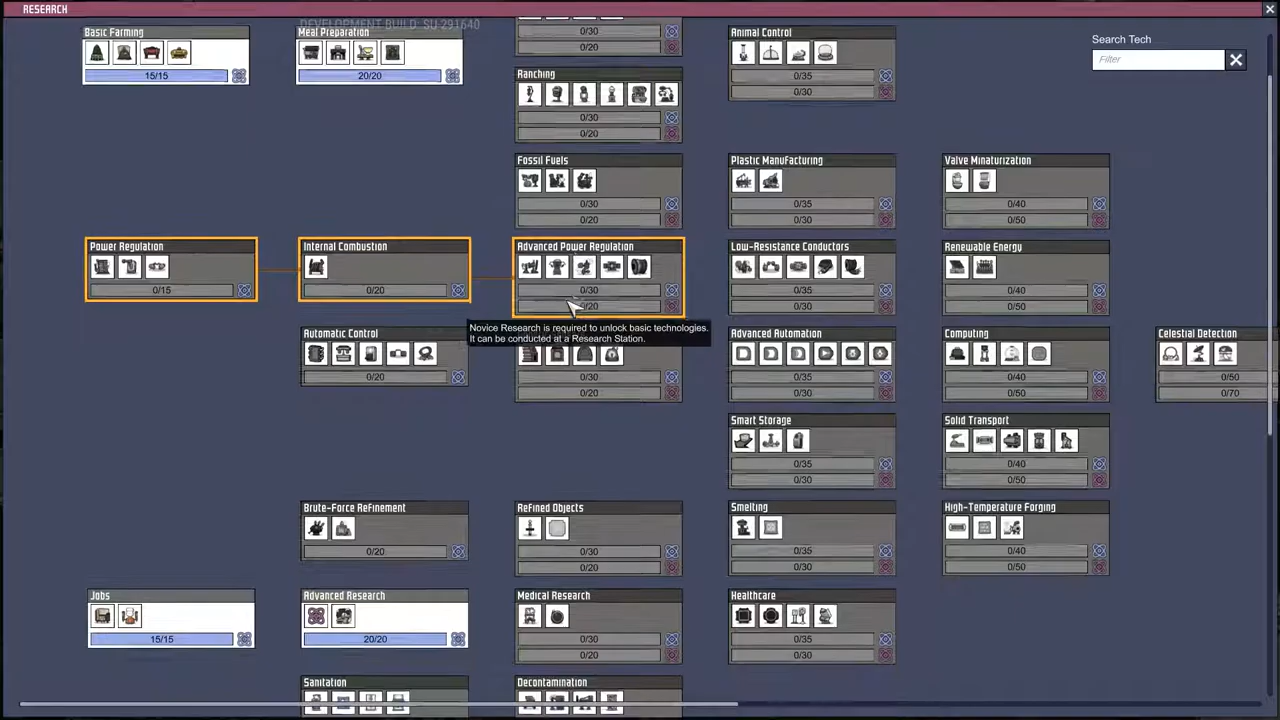 RESEARCH
DEVELOPMENT BUILD: SU-291640
Search Tech
Filter
Basic Farming
15/15
Meal Preparation
20/20
0/30
0/20
Animal Control
0/35
0/30
Ranching
0/30
0/20
Fossil Fuels
0/30
0/20
Plastic Manufacturing
0/35
0/30
Valve Minaturization
0/40
0/50
Power Regulation
0/15
Internal Combustion
0/20
Advanced Power Regulation
0/30
0/20
Low-Resistance Conductors
0/35
0/30
Renewable Energy
0/40
0/50
Novice Research is required to unlock basic technologies.
It can be conducted at a Research Station.
Automatic Control
0/20
0/30
0/20
Advanced Automation
0/35
0/30
Computing
0/40
0/50
Celestial Detection
0/50
0/70
Smart Storage
0/35
0/30
Solid Transport
0/40
0/50
Brute-Force Refinement
0/20
Refined Objects
0/30
0/20
Smelting
0/35
0/30
High-Temperature Forging
0/40
0/50
Jobs
15/15
Advanced Research
20/20
Medical Research
0/30
0/20
Healthcare
0/35
0/30
Sanitation
Decontamination